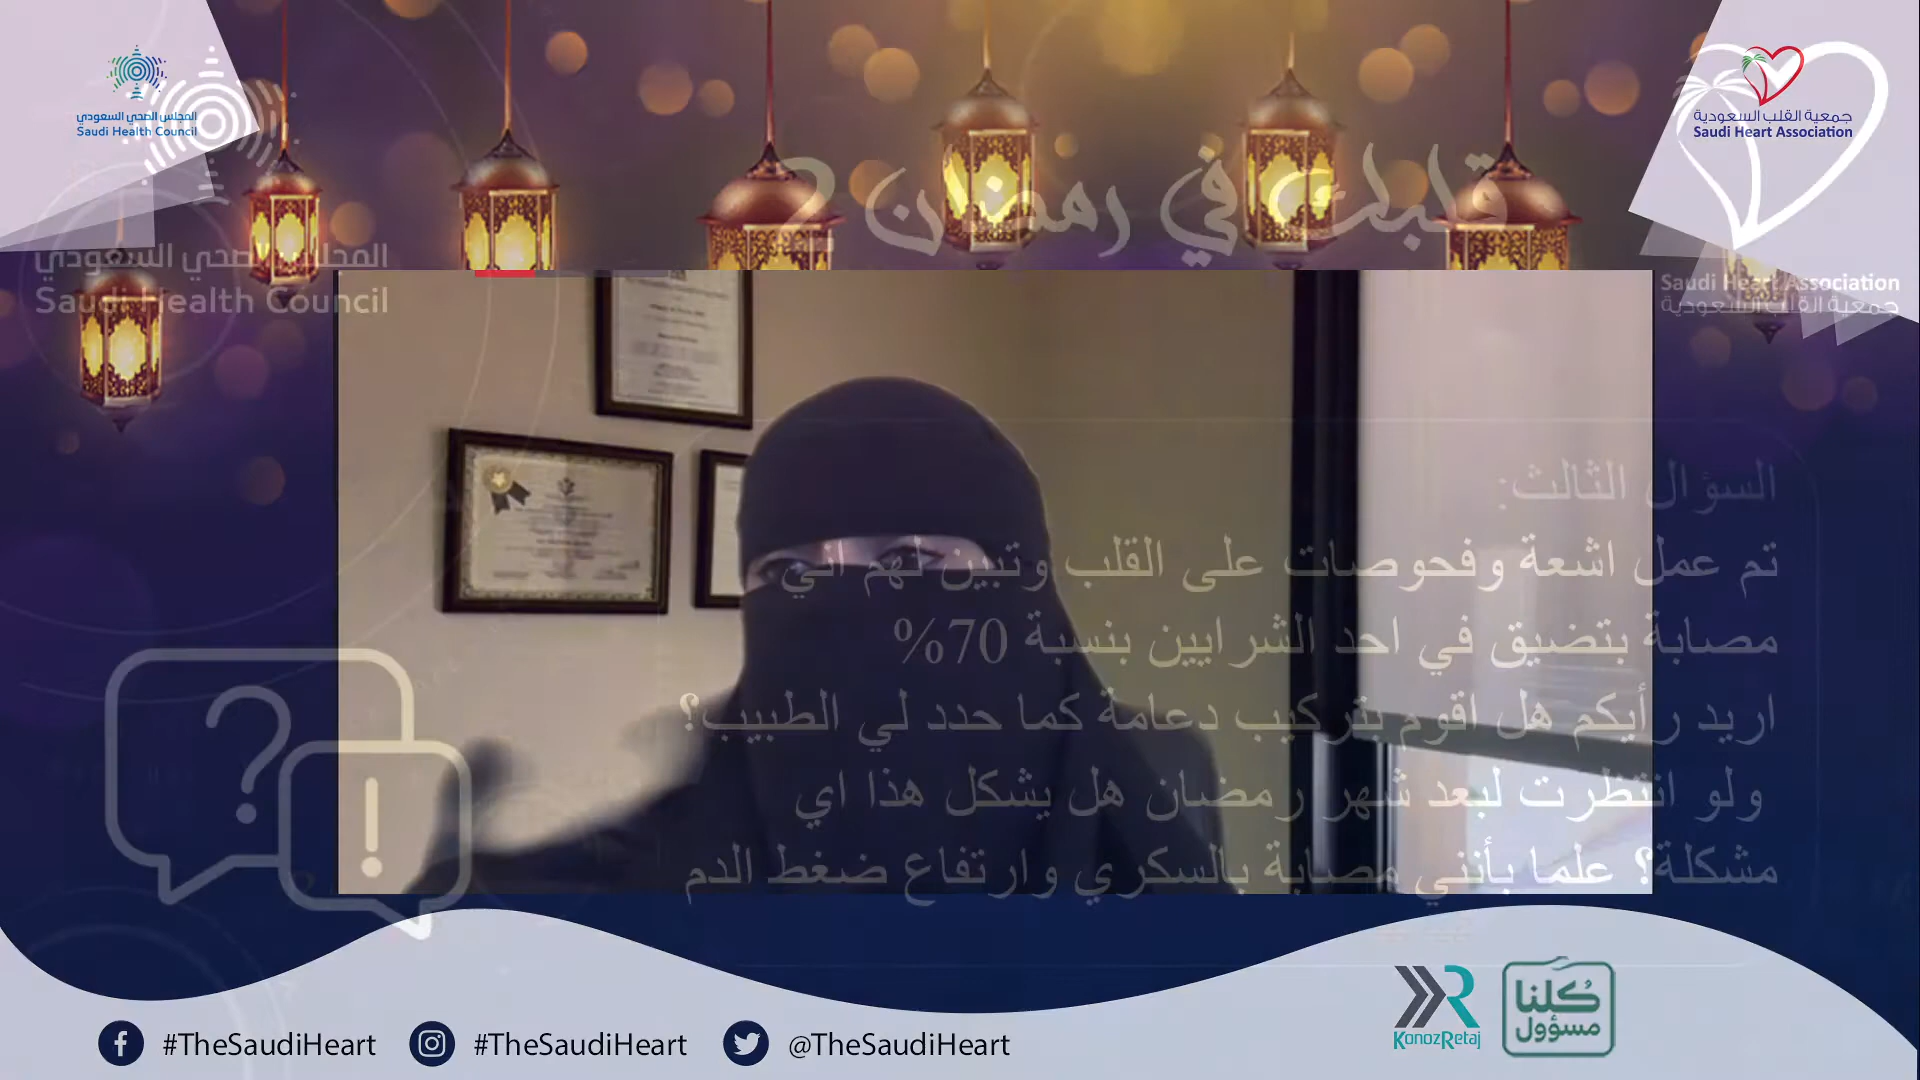 المجلس الصحي السعودي
Saudi Health Council
جمعية القلب السعودية
Saudi Heart Association
قلبك في رمضان 2
المجلس الصحي السعودي
Saudi Health Council
Saudi Heart Association
جمعية القلب السعودية
السؤال الثالث:
تم عمل اشعة وفحوصات على القلب وتبين لهم اني
مصابة بتضيق في احد الشرايين بنسبة 70%
اريد رأيكم هل اقوم بتركيب دعامة كما حدد لي الطبيب؟
ولو انتظرت لبعد شهر رمضان هل يشكل هذا اي
مشكلة؟ علما بأنني مصابة بالسكري وارتفاع ضغط الدم
KonozRetaj
كُلنا
مسؤول
#TheSaudiHeart
#TheSaudiHeart
@TheSaudiHeart